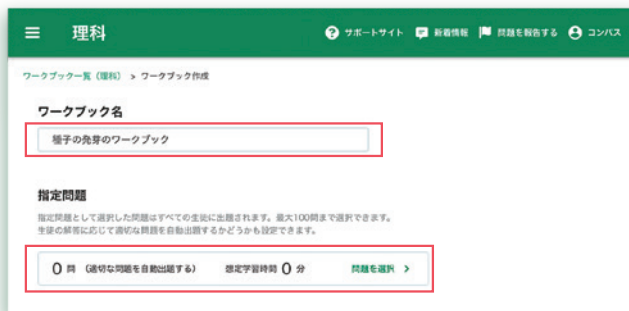 理科
サポートサイト 新着情報 問題を報告する コンパス
ワークブック一覧（理科） > ワークブック作成
ワークブック名
種子の発芽のワークブック
指定問題
指定問題として選択した問題はすべての生徒に出題されます。最大100問まで選択できます。
生徒の解答に応じて適切な問題を自動出題するかどうかも設定できます。
0 問 （適切な問題を自動出題する） 想定学習時間 0 分 問題を選択 >